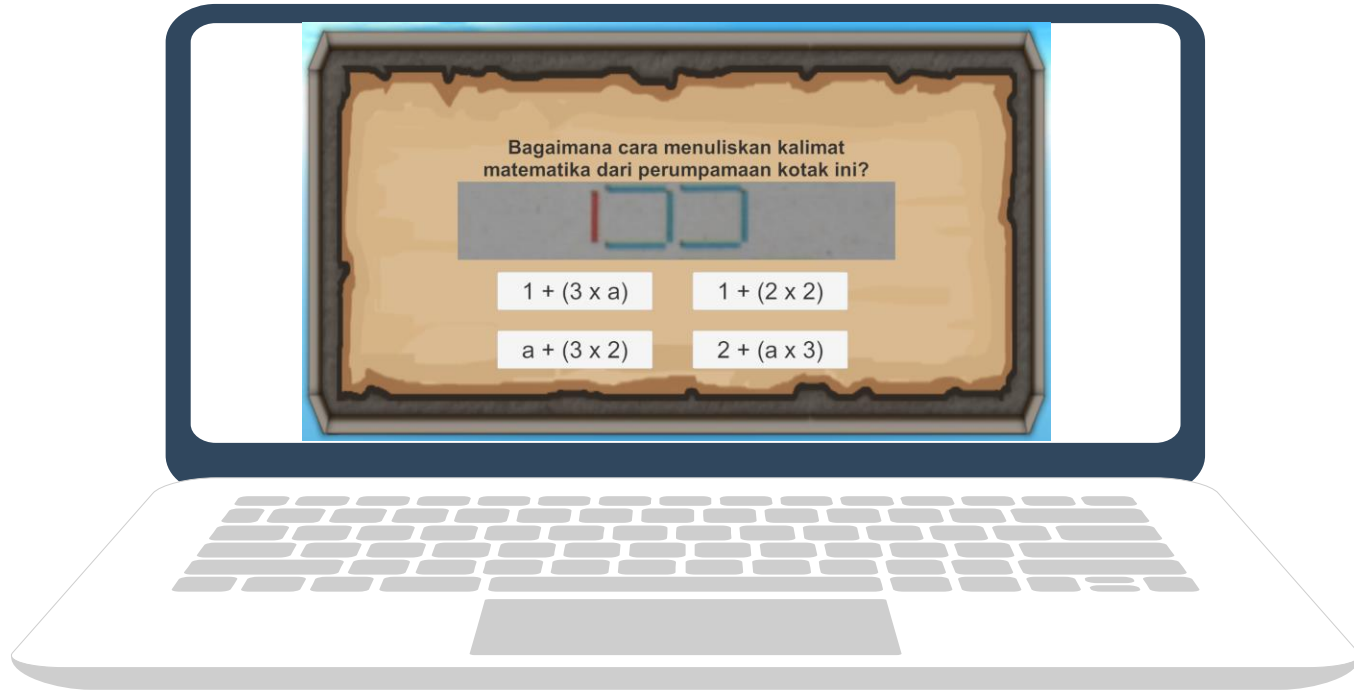 Bagaimana cara menuliskan kalimat
matematika dari perumpamaan kotak ini?
1 + (3 x a)
1 + (2 x 2)
a + (3 x 2)
2 + (a x 3)